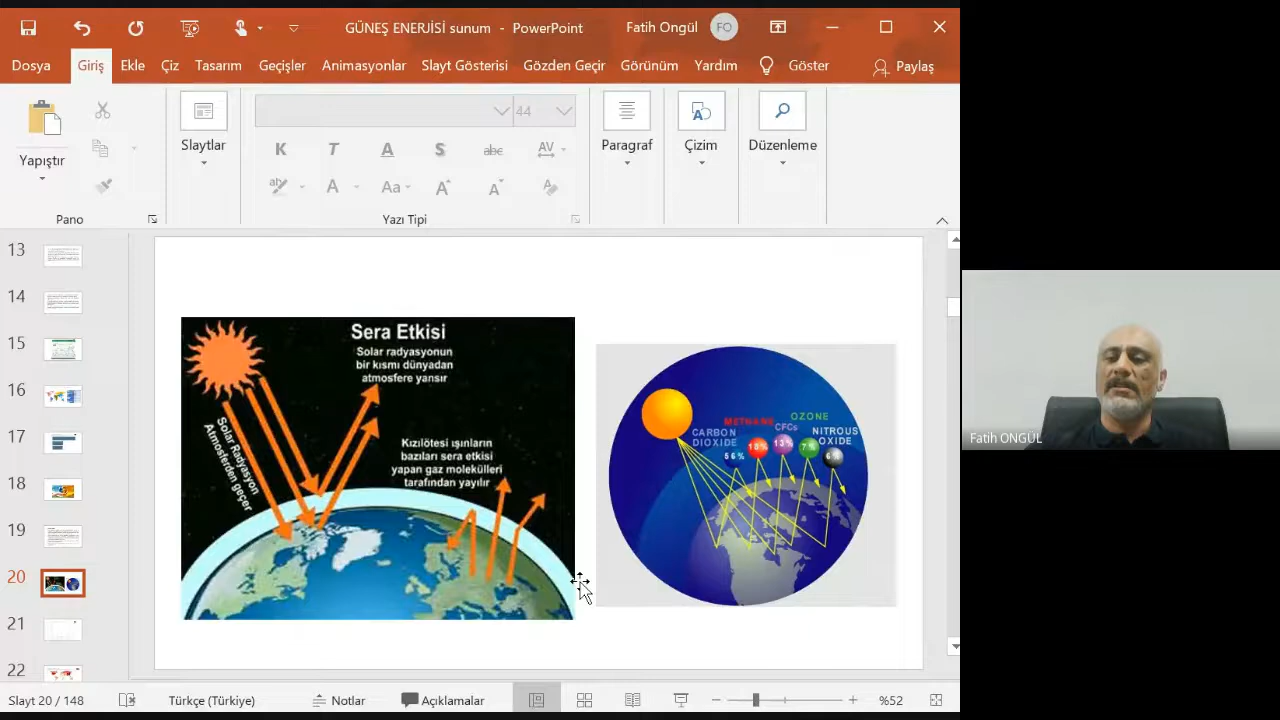 GÜNEŞ ENERJİSİ sunum - PowerPoint
Fatih Ongül
FO
Dosya
Giriş
Ekle
Çiz
Tasarım
Geçişler
Animasyonlar
Slayt Gösterisi
Gözden Geçir
Görünüm
Yardım
Göster
Paylaş
Yapıştır
Slaytlar
44
K
T
A
S
abc
AV
ab
A
Aa
A
A
A
Paragraf
Çizim
Düzenleme
Pano
Yazı Tipi
13
14
15
16
17
18
19
20
21
22
Sera Etkisi
Solar radyasyonun
bir kısmı dünyadan
atmosfere yansır
Solar Radyasyon
Atmosferden geçer
Kızılötesi ışınların
bazıları sera etkisi
yapan gaz molekülleri
tarafından yayılır
METHANE
OZONE
CFCs
CARBON
DIOXIDE
NITROUS
OXIDE
56%
18%
13%
7%
6%
Fatih ONGÜL
Slayt 20 / 148
Türkçe (Türkiye)
Notlar
Açıklamalar
%52